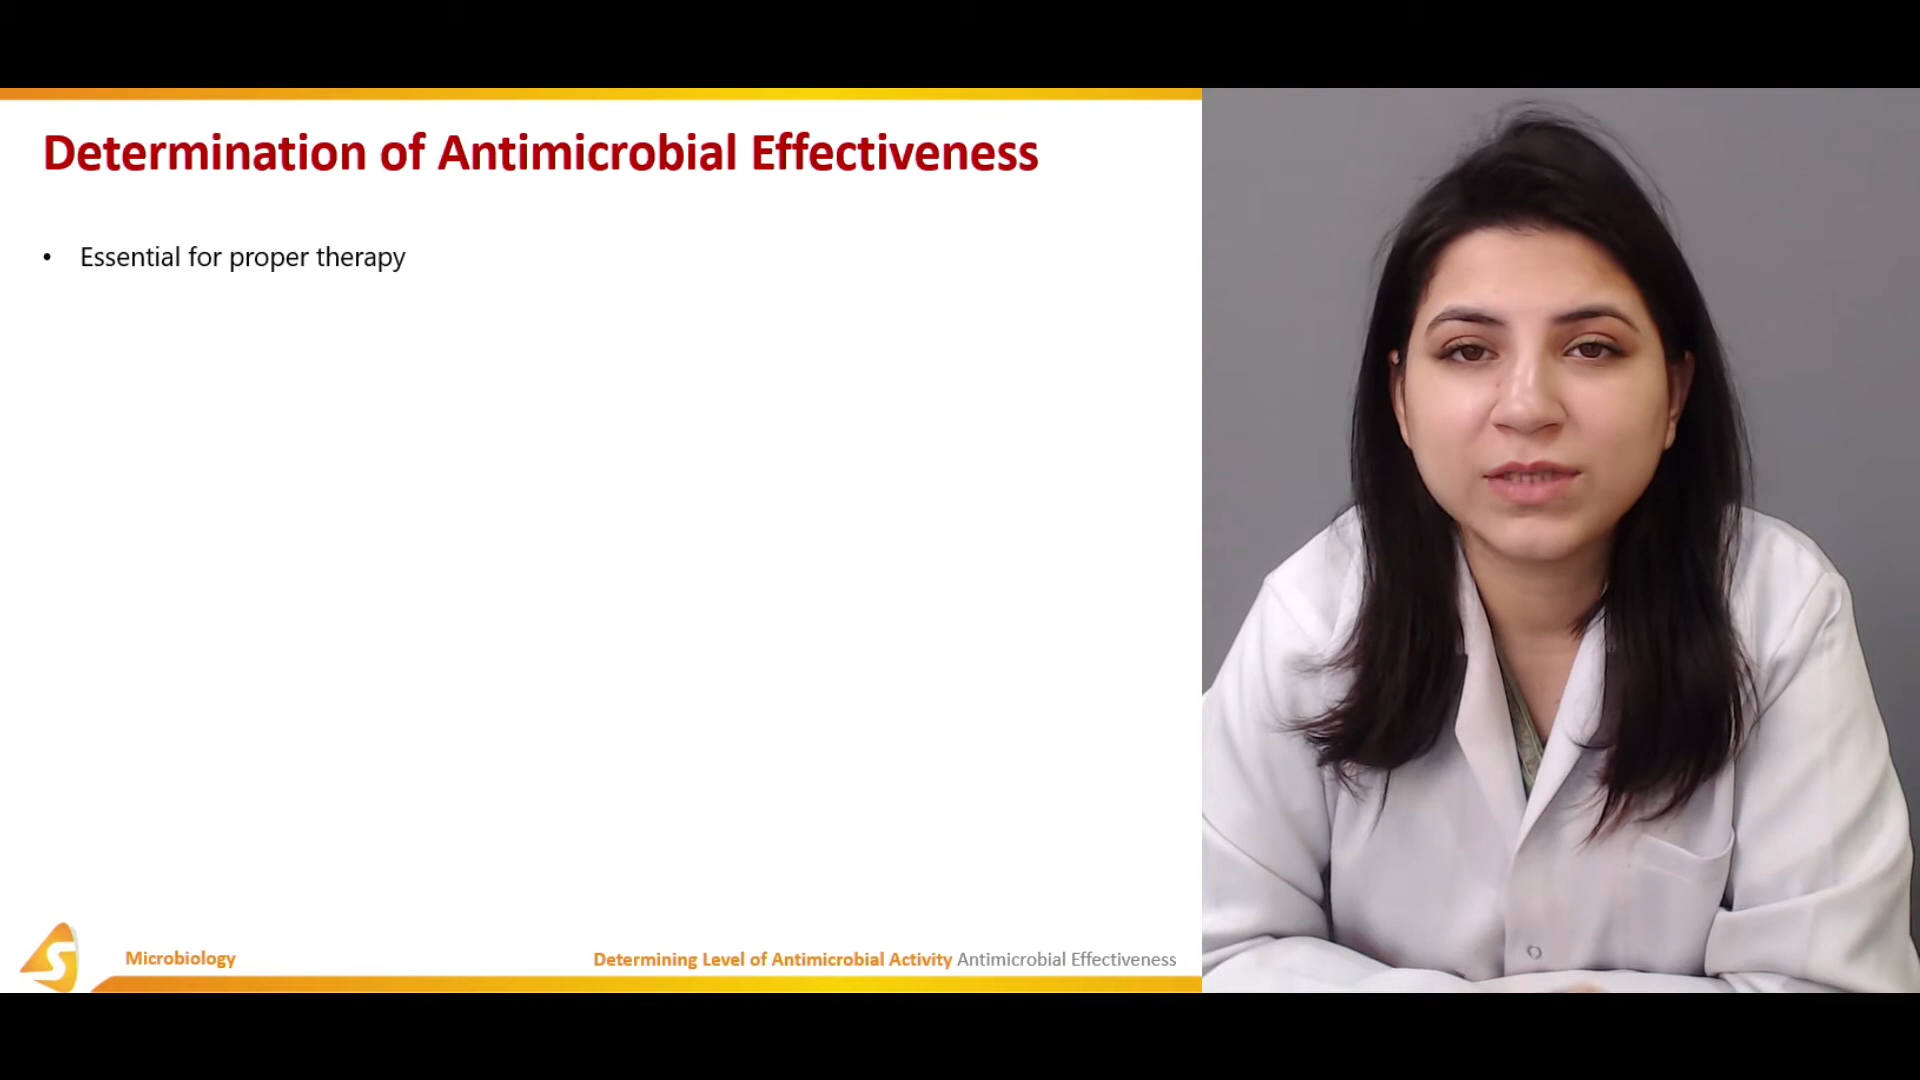 Determination of Antimicrobial Effectiveness
• Essential for proper therapy
Microbiology
Determining Level of Antimicrobial Activity Antimicrobial Effectiveness